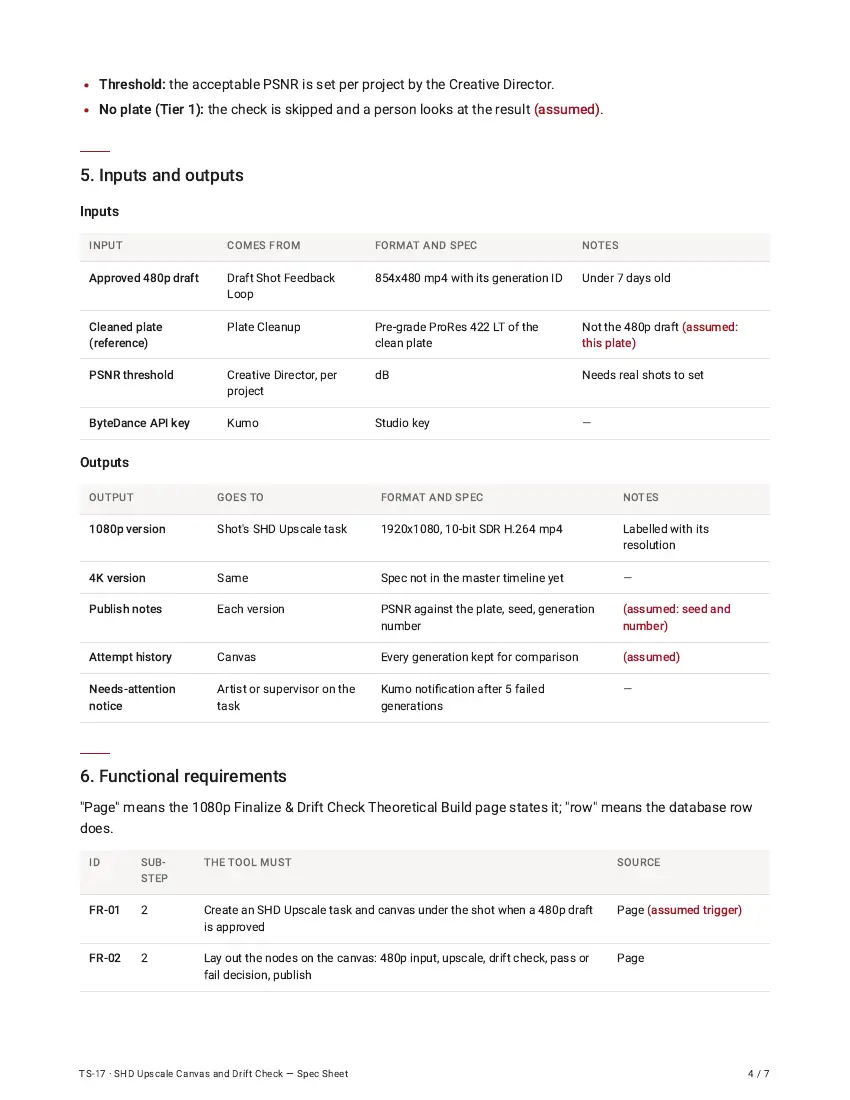 Threshold: the acceptable PSNR is set per project by the Creative Director.
No plate (Tier 1): the check is skipped and a person looks at the result (assumed).
5. Inputs and outputs
Inputs
INPUT COMES FROM FORMAT AND SPEC NOTES
Approved 480p draft Draft Shot Feedback 854x480 mp4 with its generation ID Under 7 days old
Loop
Cleaned plate Plate Cleanup Pre-grade ProRes 422 LT of the Not the 480p draft (assumed:
(reference) clean plate this plate)
PSNR threshold Creative Director, per dB Needs real shots to set
project
ByteDance API key Kumo Studio key —
Outputs
OUTPUT GOES TO FORMAT AND SPEC NOTES
1080p version Shot's SHD Upscale task 1920x1080, 10-bit SDR H.264 mp4 Labelled with its
resolution
4K version Same Spec not in the master timeline yet —
Publish notes Each version PSNR against the plate, seed, generation (assumed: seed and
number number)
Attempt history Canvas Every generation kept for comparison (assumed)
Needs-attention Artist or supervisor on the Kumo notification after 5 failed —
notice task generations
6. Functional requirements
"Page" means the 1080p Finalize & Drift Check Theoretical Build page states it; "row" means the database row
does.
ID SUB- THE TOOL MUST SOURCE
STEP
FR-01 2 Create an SHD Upscale task and canvas under the shot when a 480p draft Page (assumed trigger)
is approved
FR-02 2 Lay out the nodes on the canvas: 480p input, upscale, drift check, pass or Page
fail decision, publish
TS-17 · SHD Upscale Canvas and Drift Check — Spec Sheet 4 / 7